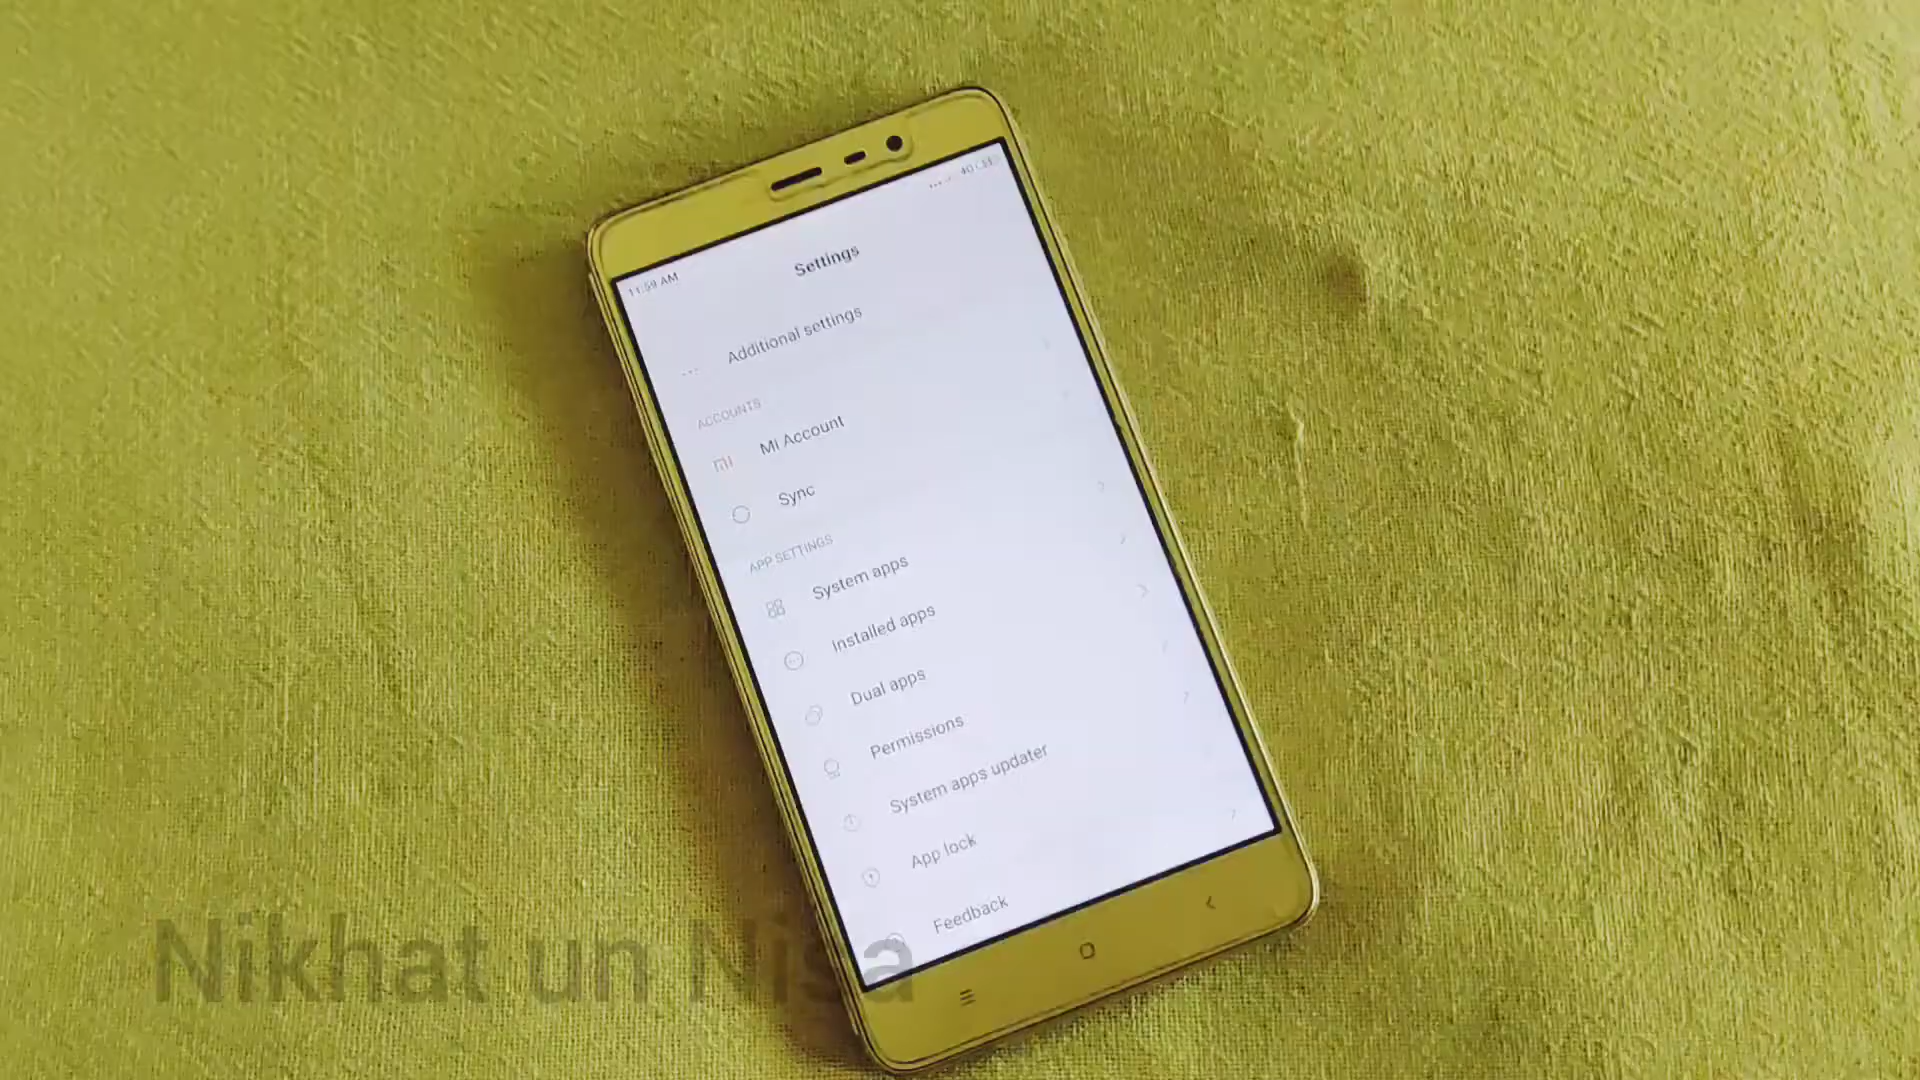 11:59 AM
Settings
Additional settings
ACCOUNTS
Mi Account
Sync
APP SETTINGS
System apps
Installed apps
Dual apps
Permissions
System apps updater
App lock
Feedback
Nikhat un Nisa